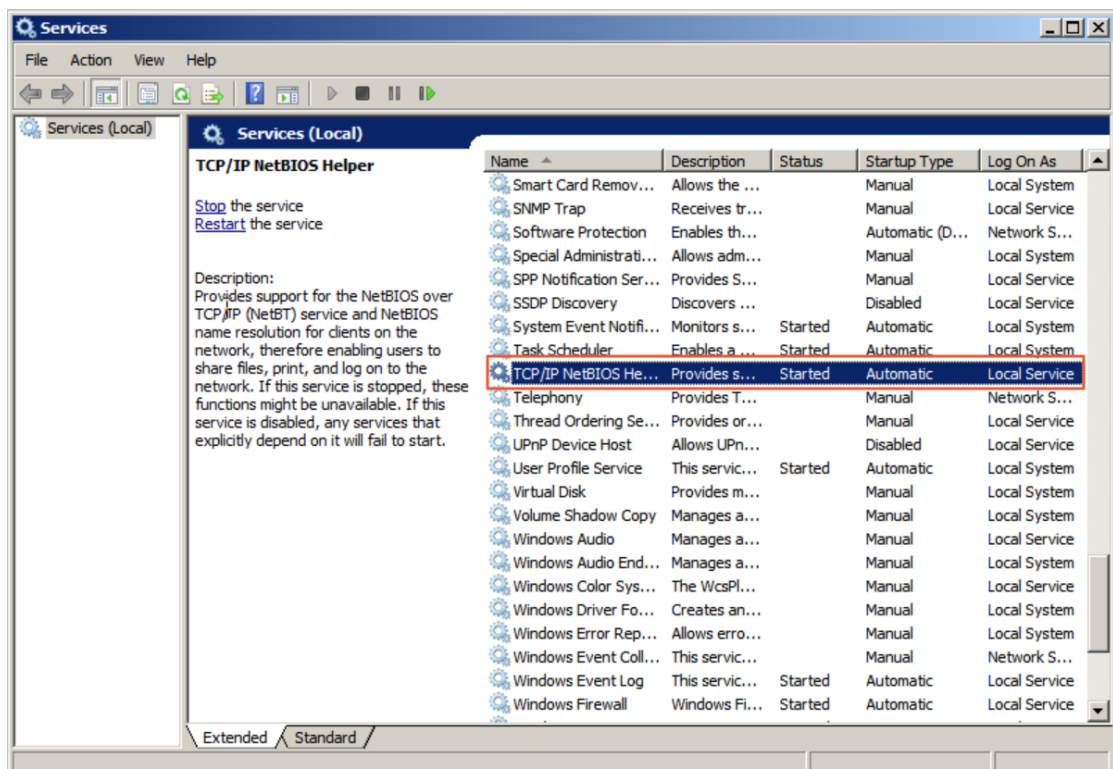 Services
File Action View Help
Services (Local)
Services (Local)
TCP/IP NetBIOS Helper
Stop the service
Restart the service
Description:
Provides support for the NetBIOS over
TCP/IP (NetBT) service and NetBIOS
name resolution for clients on the
network, therefore enabling users to
share files, print, and log on to the
network. If this service is stopped, these
functions might be unavailable. If this
service is disabled, any services that
explicitly depend on it will fail to start.
Name Description Status Startup Type Log On As
Smart Card Remov... Allows the ... Manual Local System
SNMP Trap Receives tr... Manual Local Service
Software Protection Enables th... Automatic (D... Network S...
Special Administrati... Allows adm... Manual Local System
SPP Notification Ser... Provides S... Manual Local Service
SSDP Discovery Discovers ... Disabled Local Service
System Event Notifi... Monitors s... Started Automatic Local System
Task Scheduler Enables a ... Started Automatic Local System
TCP/IP NetBIOS He... Provides s... Started Automatic Local Service
Telephony Provides T... Manual Network S...
Thread Ordering Se... Provides or... Manual Local Service
UPnP Device Host Allows UPn... Disabled Local Service
User Profile Service This servic... Started Automatic Local System
Virtual Disk Provides m... Manual Local System
Volume Shadow Copy Manages a... Manual Local System
Windows Audio Manages a... Manual Local Service
Windows Audio End... Manages a... Manual Local System
Windows Color Sys... The WcsPl... Manual Local Service
Windows Driver Fo... Creates an... Manual Local System
Windows Error Rep... Allows erro... Manual Local System
Windows Event Coll... This servic... Manual Network S...
Windows Event Log This servic... Started Automatic Local Service
Windows Firewall Windows Fi... Started Automatic Local Service
Extended Standard